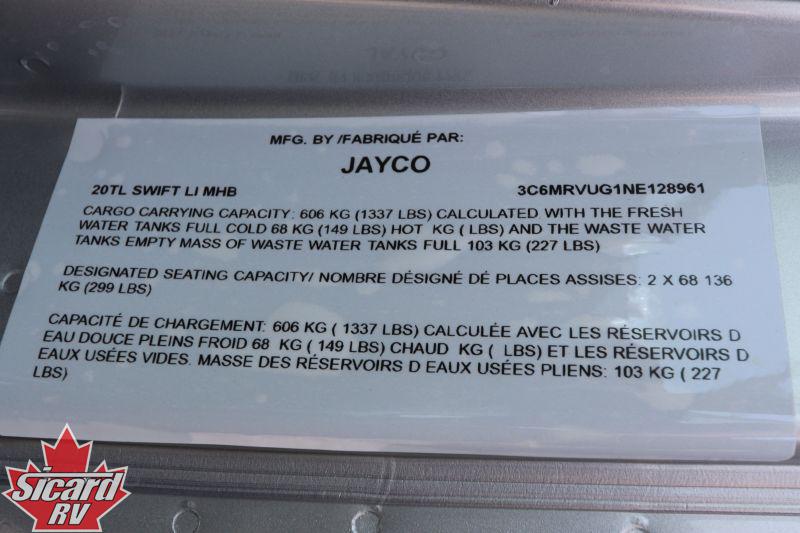 MFG. BY /FABRIQUÉ PAR:
JAYCO
20TL SWIFT LI MHB 3C6MRVUG1NE128961
CARGO CARRYING CAPACITY: 606 KG (1337 LBS) CALCULATED WITH THE FRESH
WATER TANKS FULL COLD 68 KG (149 LBS) HOT KG ( LBS) AND THE WASTE WATER
TANKS EMPTY MASS OF WASTE WATER TANKS FULL 103 KG (227 LBS)
DESIGNATED SEATING CAPACITY/ NOMBRE DÉSIGNÉ DÉ PLACES ASSISES: 2 X 68 136
KG (299 LBS)
CAPACITÉ DE CHARGEMENT: 606 KG ( 1337 LBS) CALCULÉE AVEC LES RÉSERVOIRS D
EAU DOUCE PLEINS FROID 68 KG ( 149 LBS) CHAUD KG ( LBS) ET LES RÉSERVOIRS D
EAUX USÉES VIDES. MASSE DES RÉSERVOIRS D EAUX USÉES PLIENS: 103 KG ( 227
LBS)
Sicard
RV